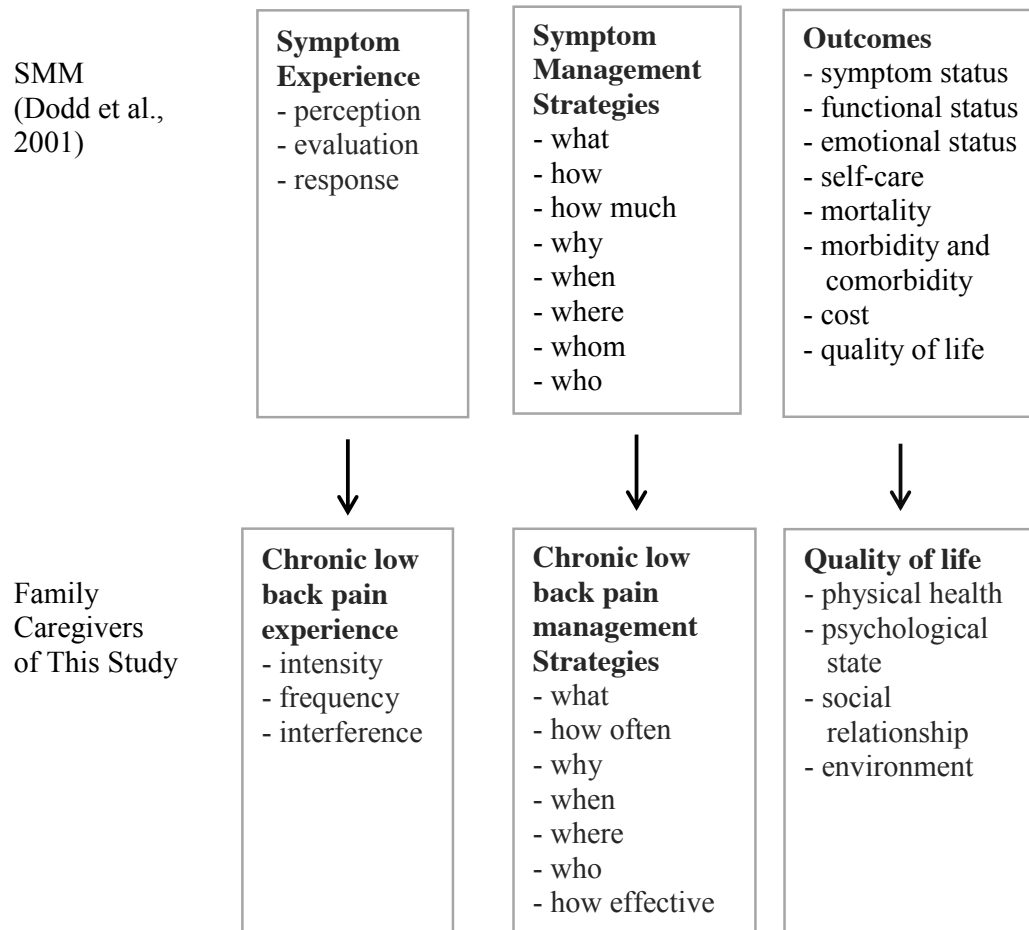 SMM
(Dodd et al.,
2001)
Symptom
Experience
- perception
- evaluation
- response
Symptom
Management
Strategies
- what
- how
- how much
- why
- when
- where
- whom
- who
Outcomes
- symptom status
- functional status
- emotional status
- self-care
- mortality
- morbidity and
comorbidity
- cost
- quality of life
Family
Caregivers
of This Study
Chronic low
back pain
experience
- intensity
- frequency
- interference
Chronic low
back pain
management
Strategies
- what
- how often
- why
- when
- where
- who
- how effective
Quality of life
- physical health
- psychological
state
- social
relationship
- environment